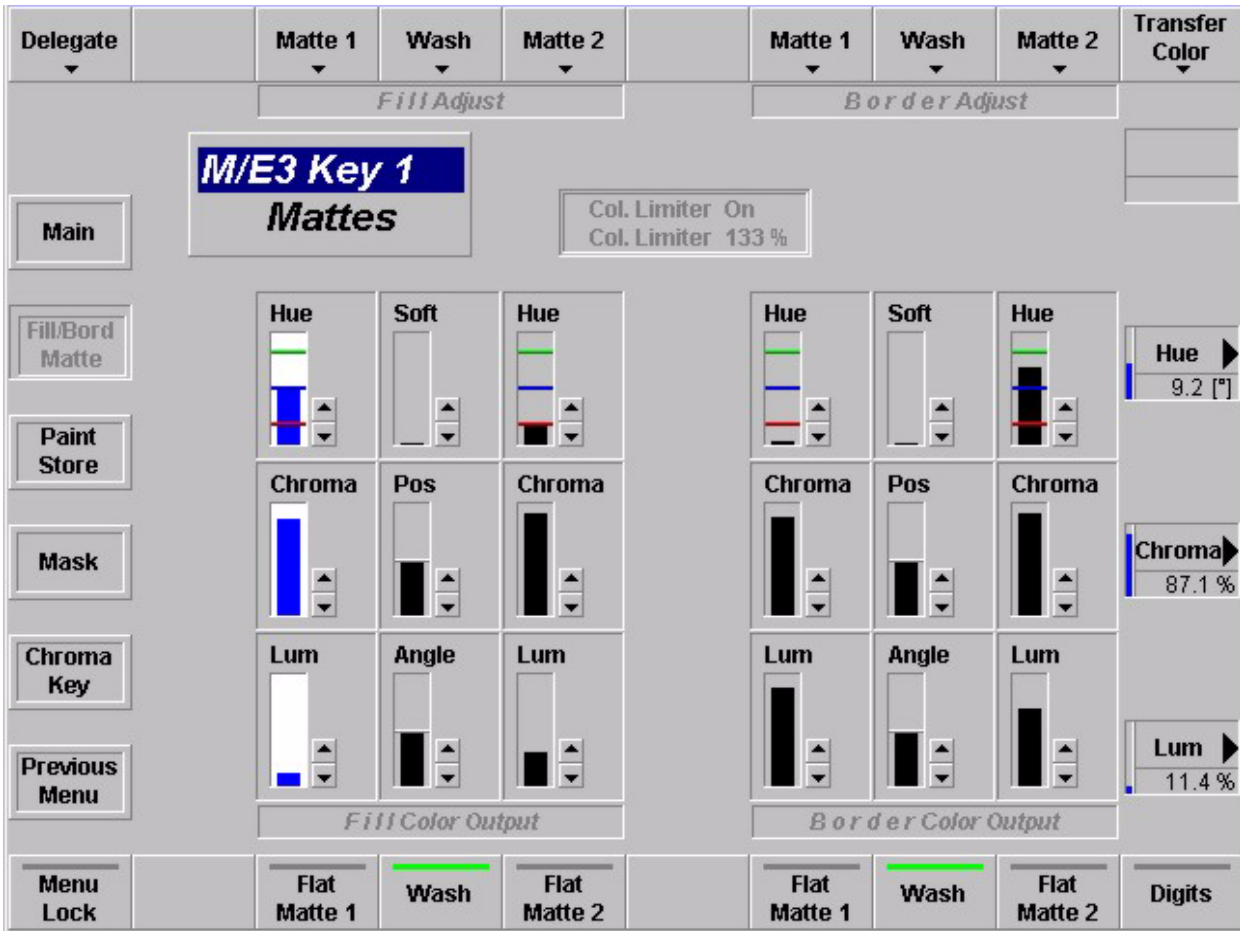 Delegate
Matte 1
Wash
Matte 2
Matte 1
Wash
Matte 2
Transfer
Color
Fill Adjust
Border Adjust
M/E3 Key 1
Mattes
Col. Limiter On
Col. Limiter 133 %
Main
Fill/Bord
Matte
Paint
Store
Mask
Chroma
Key
Previous
Menu
Hue
Soft
Hue
Hue
Soft
Hue
Hue
9.2 [°]
Chroma
Pos
Chroma
Chroma
Pos
Chroma
Chroma
87.1 %
Lum
Angle
Lum
Lum
Angle
Lum
Lum
11.4 %
Fill Color Output
Border Color Output
Menu
Lock
Flat
Matte 1
Wash
Flat
Matte 2
Flat
Matte 1
Wash
Flat
Matte 2
Digits